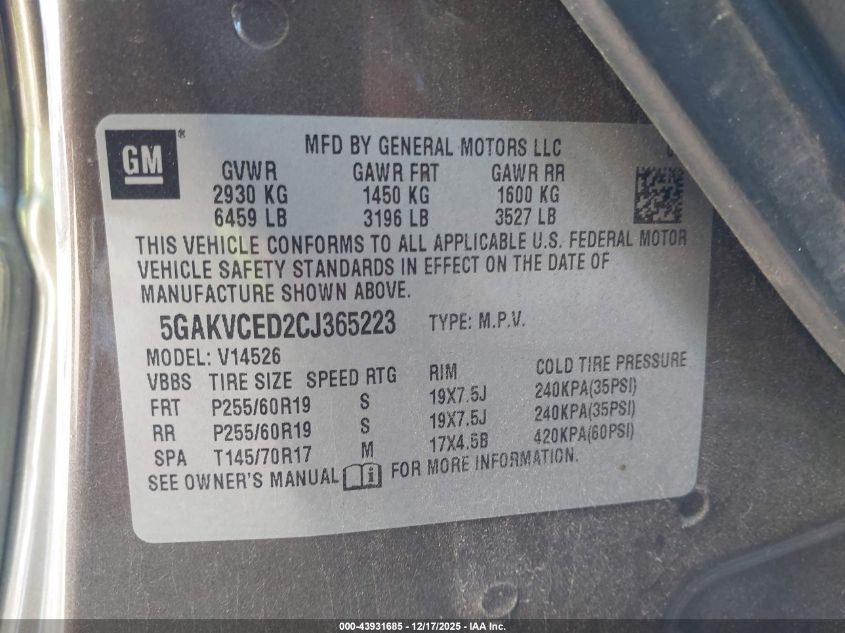 GM ®
MFD BY GENERAL MOTORS LLC
GVWR GAWR FRT GAWR RR
2930 KG 1450 KG 1600 KG
6459 LB 3196 LB 3527 LB
THIS VEHICLE CONFORMS TO ALL APPLICABLE U.S. FEDERAL MOTOR
VEHICLE SAFETY STANDARDS IN EFFECT ON THE DATE OF
MANUFACTURE SHOWN ABOVE.
5GAKVCED2CJ365223 TYPE: M.P.V.
MODEL: V14526
VBBS TIRE SIZE SPEED RTG RIM COLD TIRE PRESSURE
FRT P255/60R19 S 19X7.5J 240KPA(35PSI)
RR P255/60R19 S 19X7.5J 240KPA(35PSI)
SPA T145/70R17 M 17X4.5B 420KPA(60PSI)
SEE OWNER'S MANUAL FOR MORE INFORMATION.
000-43931685 - 12/17/2025 - IAA Inc.